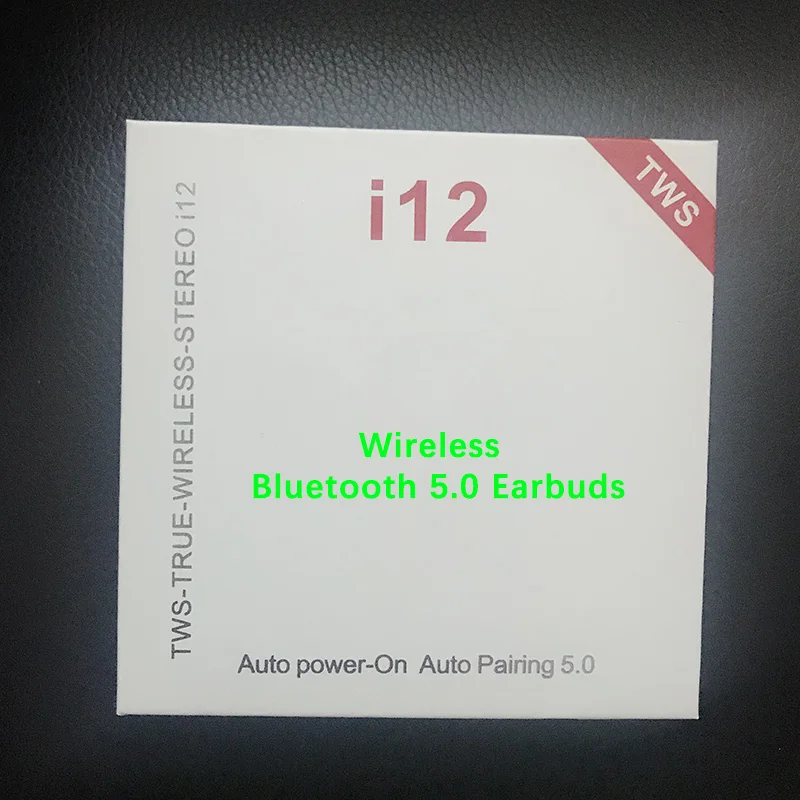 TWS
i12
TWS-TRUE-WIRELESS-STEREO i12
Wireless
Bluetooth 5.0 Earbuds
Auto power-On Auto Pairing 5.0